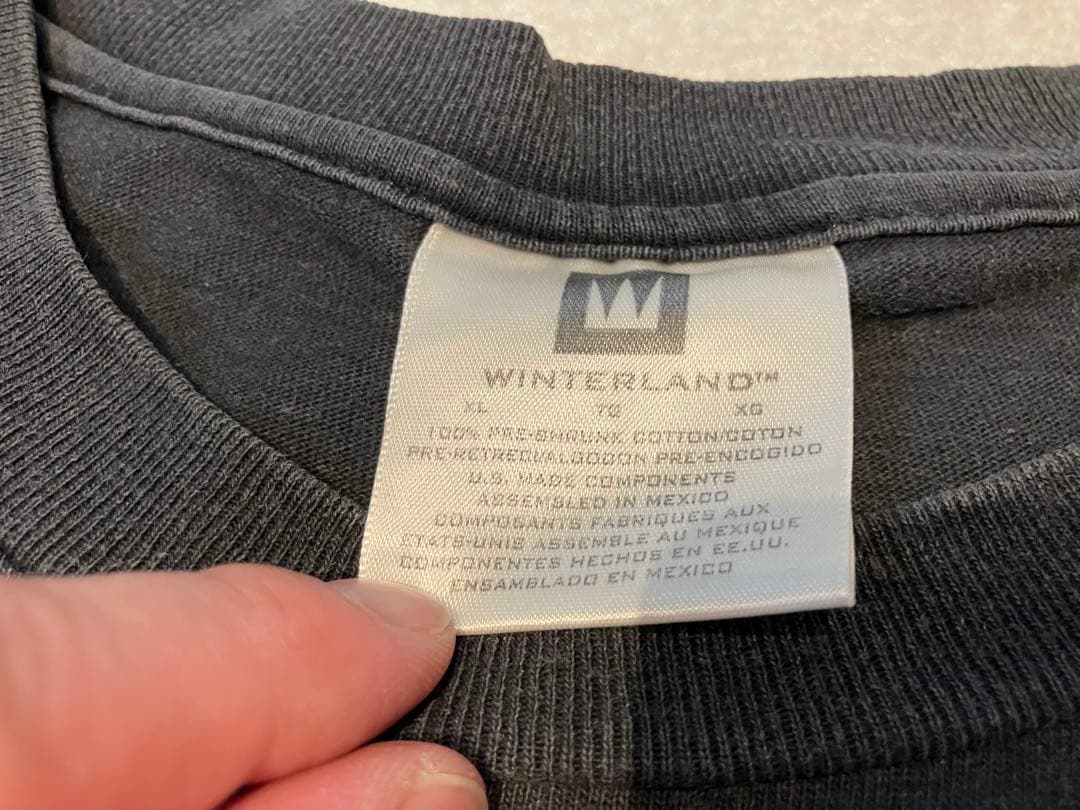 WINTERLAND™
XL TG XG
100% PRE-SHRUNK COTTON/COTON
PRE-RETRECI/ALGODON PRE-ENCOGIDO
U.S. MADE COMPONENTS
ASSEMBLED IN MEXICO
COMPOSANTS FABRIQUES AUX
ETATS-UNIS ASSEMBLE AU MEXIQUE
COMPONENTES HECHOS EN EE.UU.
ENSAMBLADO EN MEXICO